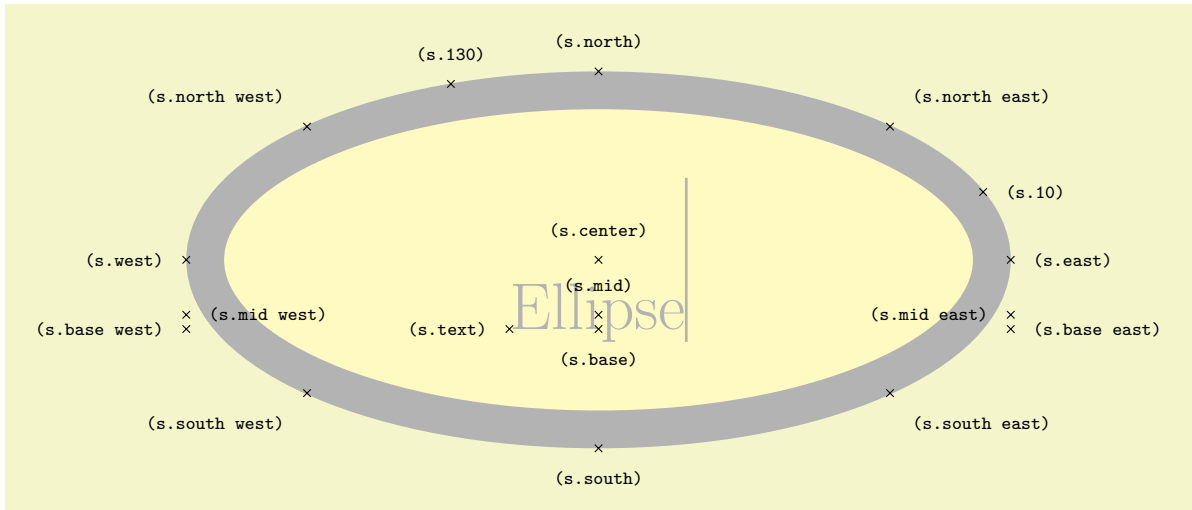 (s.north)
(s.130)
(s.north west)
(s.north east)
(s.10)
(s.center)
(s.west)
(s.east)
(s.mid)
Ellipse
(s.mid west)
(s.mid east)
(s.base west)
(s.text)
(s.base east)
(s.base)
(s.south west)
(s.south east)
(s.south)